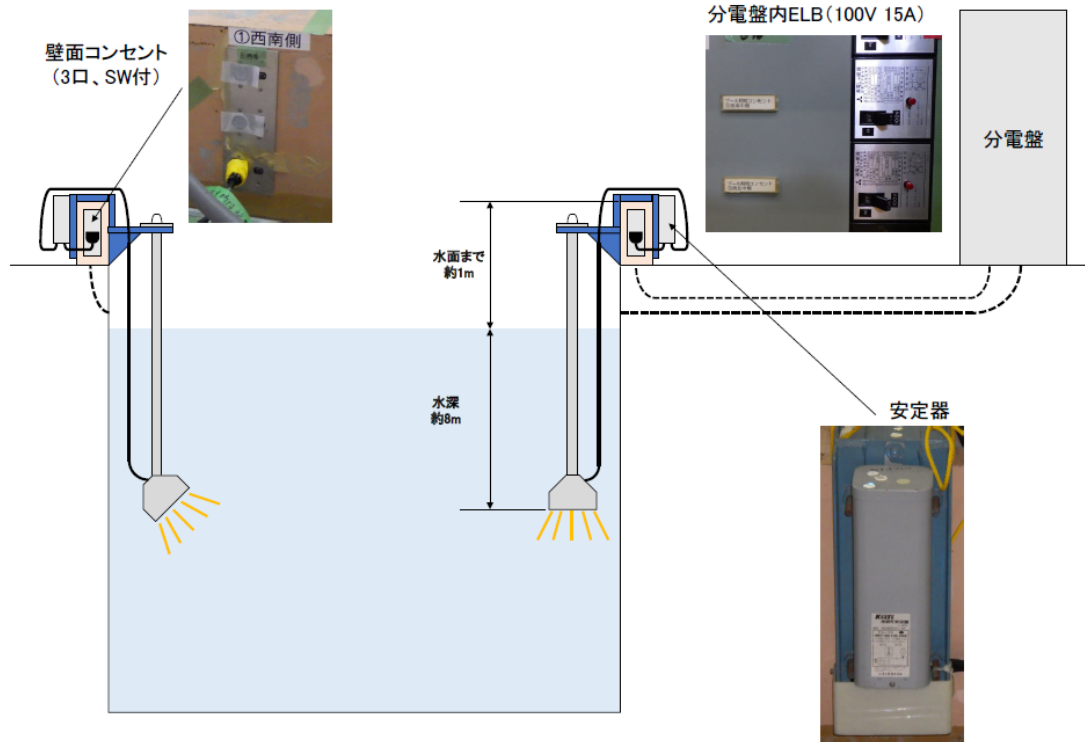 壁面コンセント
（3口、SW付）
①西南側
分電盤内ELB（100V 15A）
分電盤
水面まで
約1m
水深
約8m
安定器